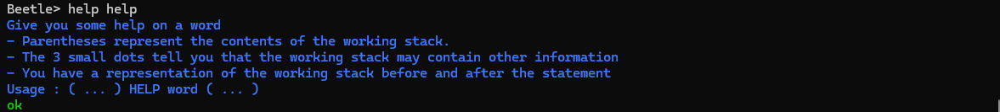 Beetle> help help
Give you some help on a word
- Parentheses represent the contents of the working stack.
- The 3 small dots tell you that the working stack may contain other information
- You have a representation of the working stack before and after the statement
Usage : ( ... ) HELP word ( ... )
ok